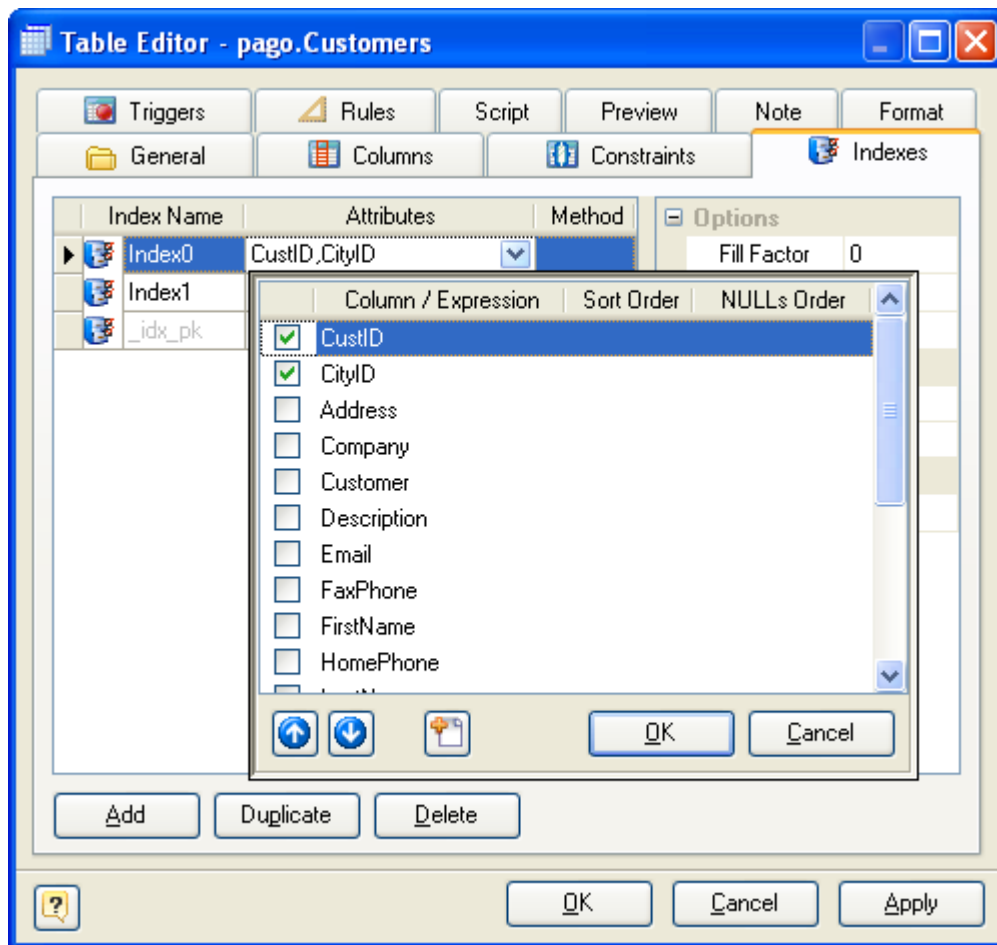 Table Editor - pago.Customers
Triggers Rules Script Preview Note Format
General Columns Constraints Indexes
Index Name Attributes Method Options
Index0 CustID,CityID Fill Factor 0
Index1
_idx_pk
Column / Expression Sort Order NULLs Order
CustID
CityID
Address
Company
Customer
Description
Email
FaxPhone
FirstName
HomePhone
OK Cancel
Add Duplicate Delete
? OK Cancel Apply